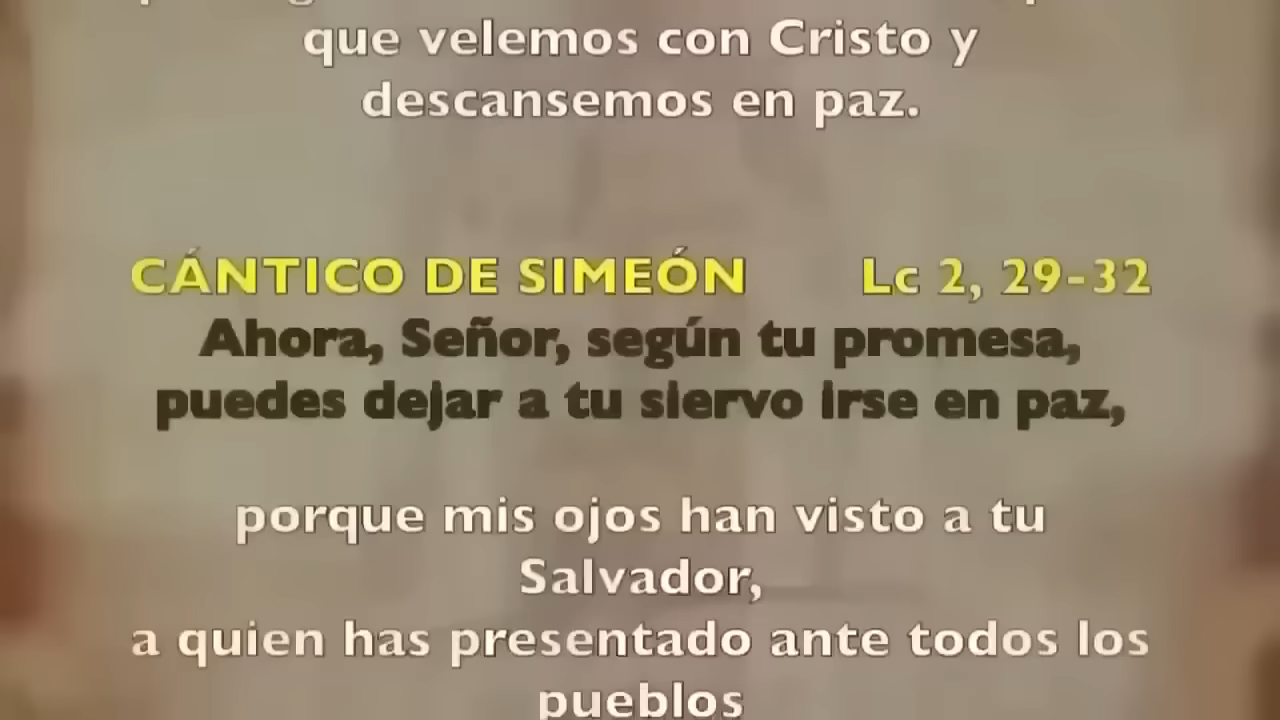 que velemos con Cristo y
descansemos en paz.
CÁNTICO DE SIMEÓN Lc 2, 29-32
Ahora, Señor, según tu promesa,
puedes dejar a tu siervo irse en paz,
porque mis ojos han visto a tu
Salvador,
a quien has presentado ante todos los
pueblos